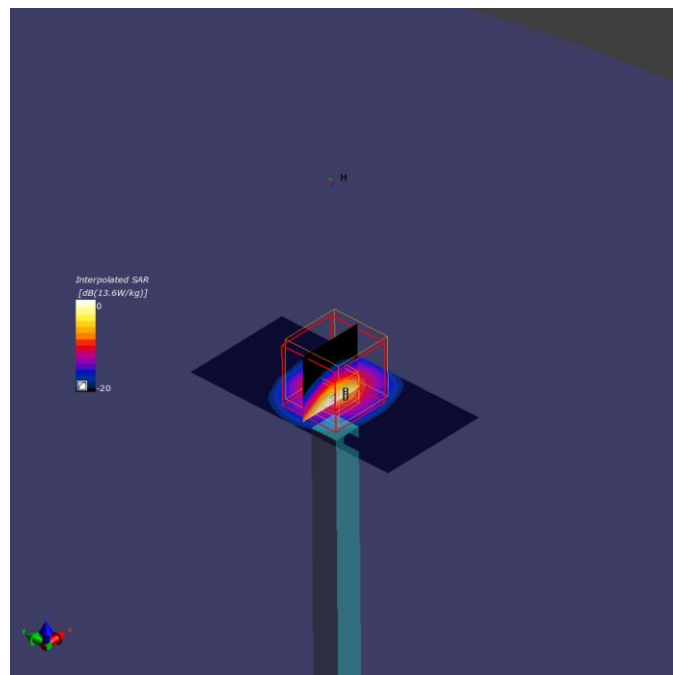 H
Interpolated SAR
[dB(13.6W/kg)]
0
-20
Y
X